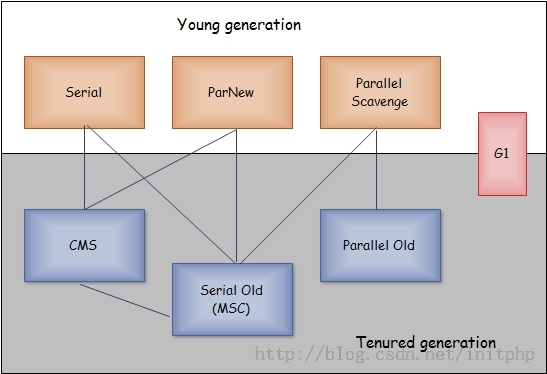 Young generation
Serial
ParNew
Parallel
Scavenge
G1
CMS
Serial Old
(MSC)
Parallel Old
Tenured generation
http://blog.csdn.net/initphp